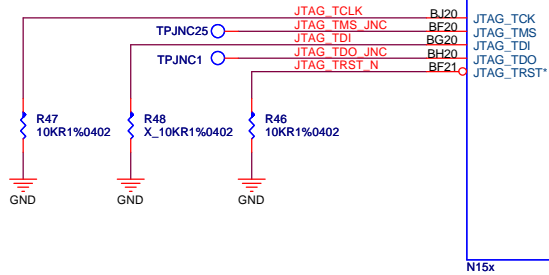 JTAG_TCLK BJ20 JTAG_TCK
TPJNC25 JTAG_TMS_JNC BF20 JTAG_TMS
JTAG_TDI BG20 JTAG_TDI
TPJNC1 JTAG_TDO_JNC BH20 JTAG_TDO
JTAG_TRST_N BF21 JTAG_TRST*
R47 R48 R46
10KR1%0402 X_10KR1%0402 10KR1%0402
GND GND GND
N15x